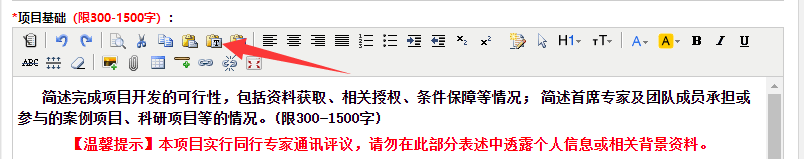 *项目基础(限300-1500字):
H1 тT A A B I U
ABC
简述完成项目开发的可行性，包括资料获取、相关授权、条件保障等情况；简述首席专家及团队成员承担或
参与的案例项目、科研项目等的情况。(限300-1500字)
【温馨提示】本项目实行同行专家通讯评议，请勿在此部分表述中透露个人信息或相关背景资料。